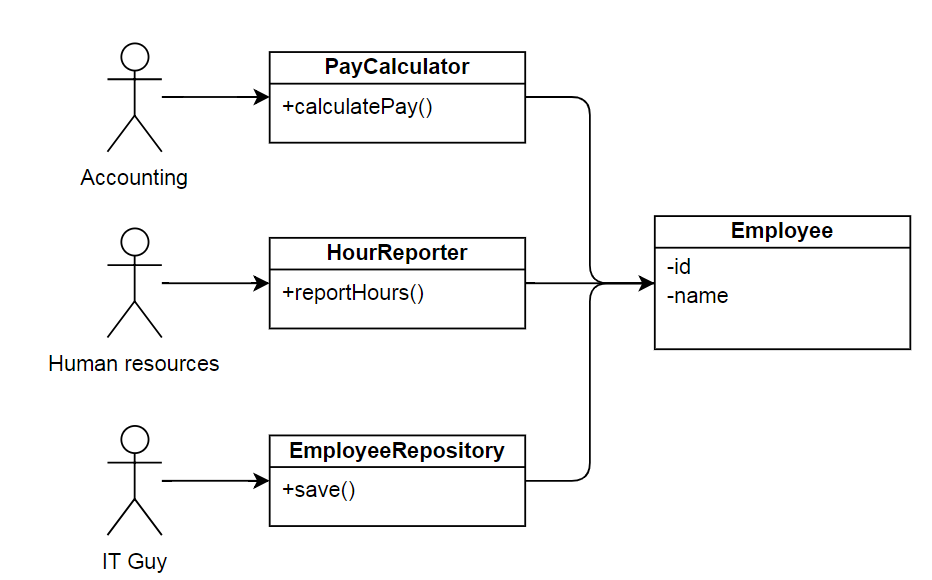 PayCalculator
+calculatePay()
Accounting
HourReporter
+reportHours()
Human resources
Employee
-id
-name
EmployeeRepository
+save()
IT Guy